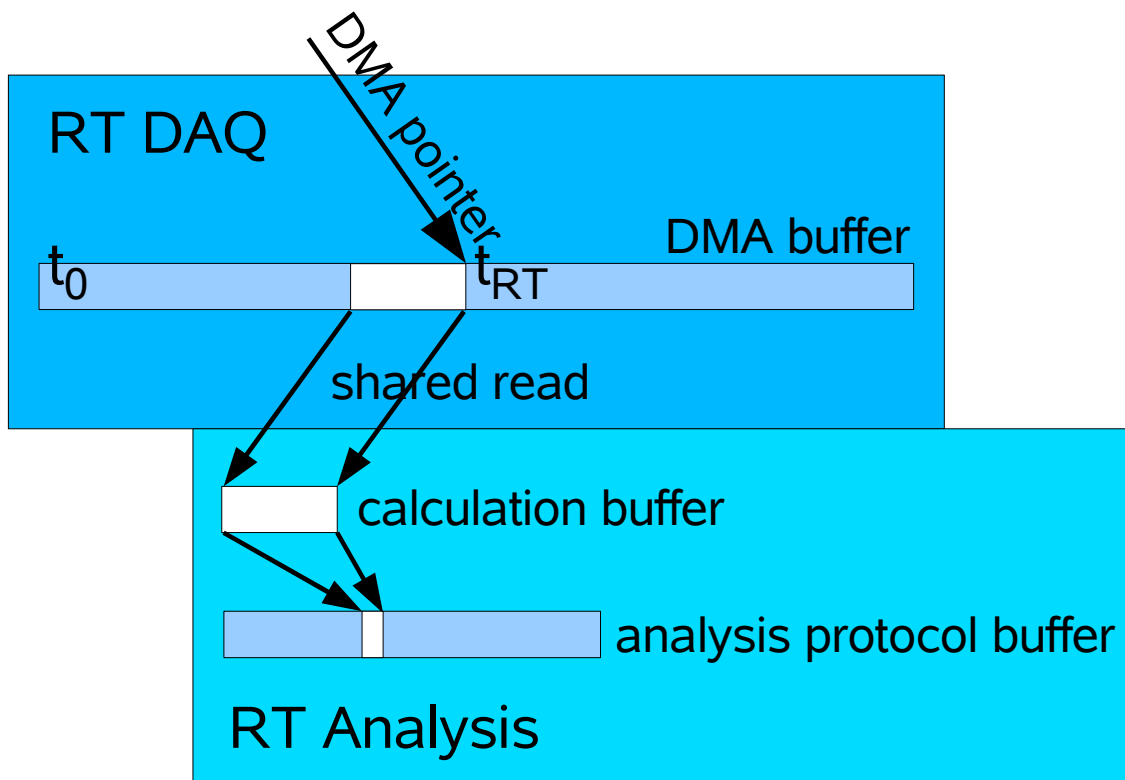 DMA pointer
RT DAQ
DMA buffer
t0
tRT
shared read
calculation buffer
analysis protocol buffer
RT Analysis